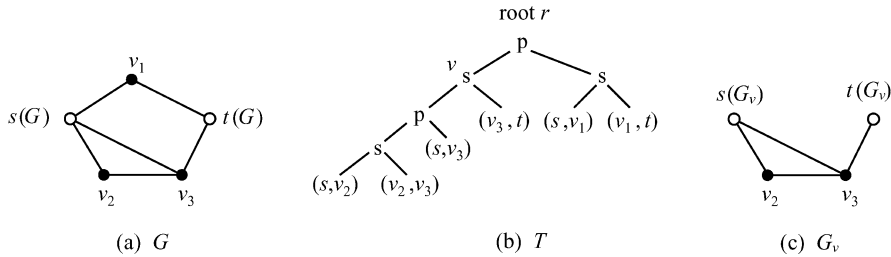 root r
p
v s s
v₁
s(G) t(G)
v₂ v₃
p (v₃, t) (s,v₁) (v₁, t)
s (s,v₃)
(s,v₂) (v₂,v₃)
s(Gᵥ) t(Gᵥ)
v₂ v₃
(a) G (b) T (c) Gᵥ